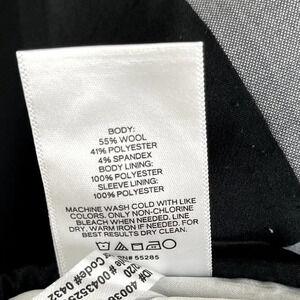 BODY:
55% WOOL
41% POLYESTER
4% SPANDEX
BODY LINING:
100% POLYESTER
SLEEVE LINING:
100% POLYESTER
MACHINE WASH COLD WITH LIKE
COLORS, ONLY NON-CHLORINE
BLEACH WHEN NEEDED. LINE
DRY, WARM IRON IF NEEDED. FOR
BEST RESULTS DRY CLEAN.
RN# 55285
Code# 0432